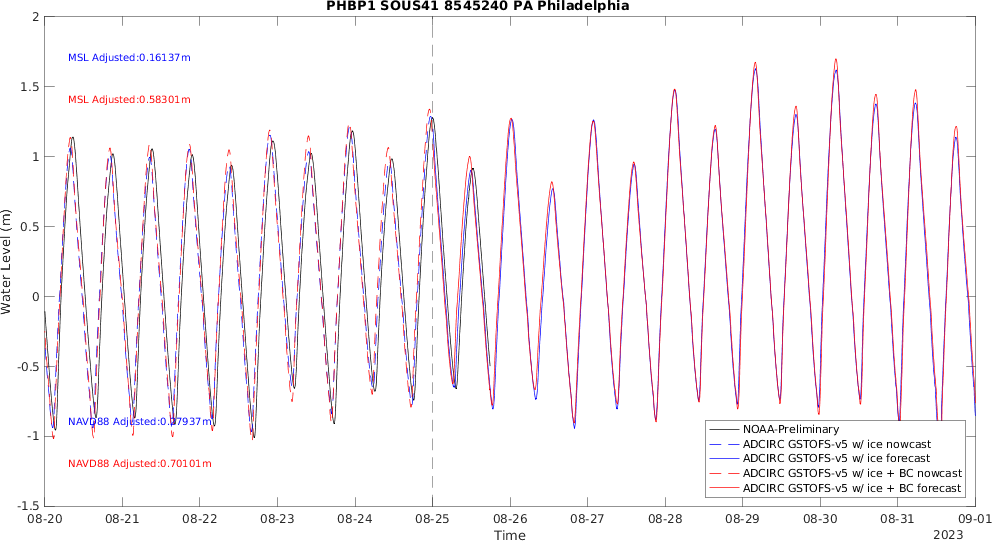 PHBP1 SOUS41 8545240 PA Philadelphia
2
1.5
1
0.5
0
-0.5
-1
-1.5
Water Level (m)
MSL Adjusted:0.16137m
MSL Adjusted:0.58301m
NAVD88 Adjusted:0.27937m
NAVD88 Adjusted:0.70101m
NOAA-Preliminary
ADCIRC GSTOFS-v5 w/ ice nowcast
ADCIRC GSTOFS-v5 w/ ice forecast
ADCIRC GSTOFS-v5 w/ ice + BC nowcast
ADCIRC GSTOFS-v5 w/ ice + BC forecast
08-20 08-21 08-22 08-23 08-24 08-25 08-26 08-27 08-28 08-29 08-30 08-31 09-01
Time
2023